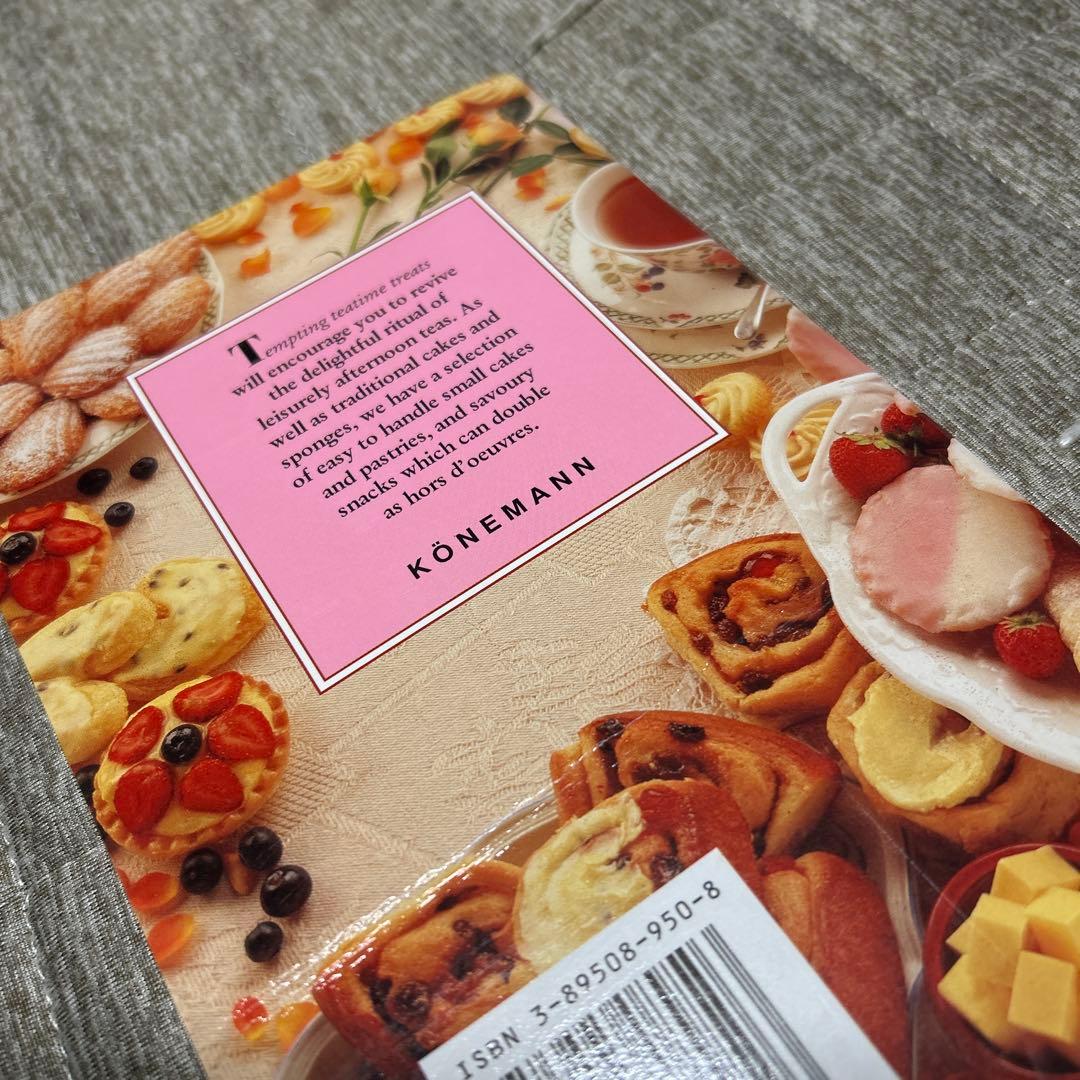 Tempting teatime treats
will encourage you to revive
the delightful ritual of
leisurely afternoon teas. As
well as traditional cakes and
sponges, we have a selection
of easy to handle small cakes
and pastries, and savoury
snacks which can double
as hors d'oeuvres.
KÖNEMANN
ISBN 3-89508-950-8